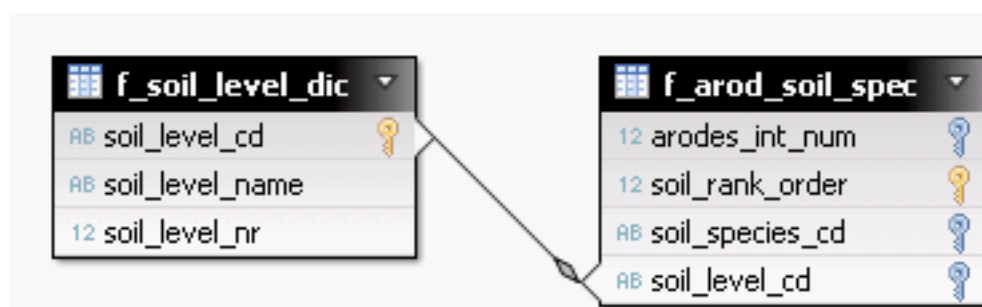 f_soil_level_dic
AB soil_level_cd
AB soil_level_name
12 soil_level_nr
f_arod_soil_spec
12 arodes_int_num
12 soil_rank_order
AB soil_species_cd
AB soil_level_cd